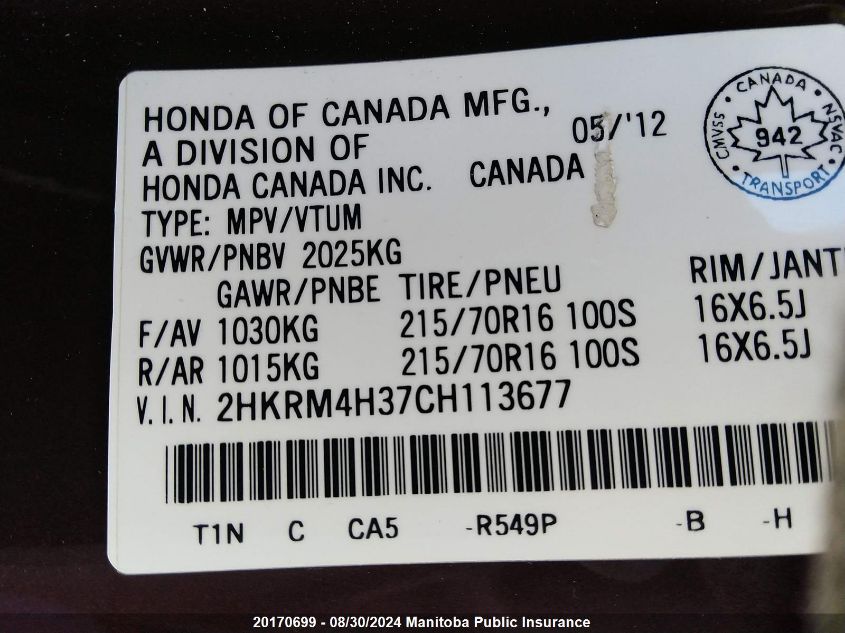 HONDA OF CANADA MFG., 05/'12
A DIVISION OF
HONDA CANADA INC. CANADA
TYPE: MPV/VTUM
GVWR/PNBV 2025KG
GAWR/PNBE TIRE/PNEU RIM/JANT
F/AV 1030KG 215/70R16 100S 16X6.5J
R/AR 1015KG 215/70R16 100S 16X6.5J
V.I.N. 2HKRM4H37CH113677
T1N C CA5 -R549P -B -H
CANADA
CMVSS 942 NSVAC
TRANSPORT
20170699 - 08/30/2024 Manitoba Public Insurance